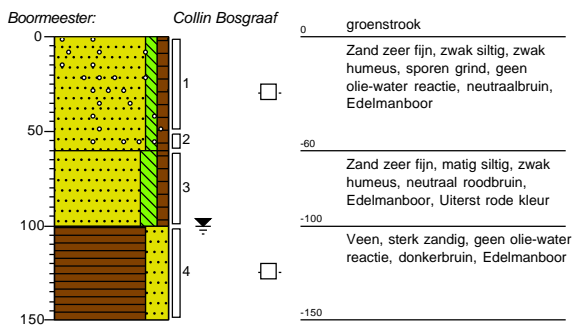 Boormeester: Collin Bosgraaf
0
50
100
150
1
2
3
4
0 groenstrook
Zand zeer fijn, zwak siltig, zwak
humeus, sporen grind, geen
olie-water reactie, neutraalbruin,
Edelmanboor
-60
Zand zeer fijn, matig siltig, zwak
humeus, neutraal roodbruin,
Edelmanboor, Uiterst rode kleur
-100
Veen, sterk zandig, geen olie-water
reactie, donkerbruin, Edelmanboor
-150